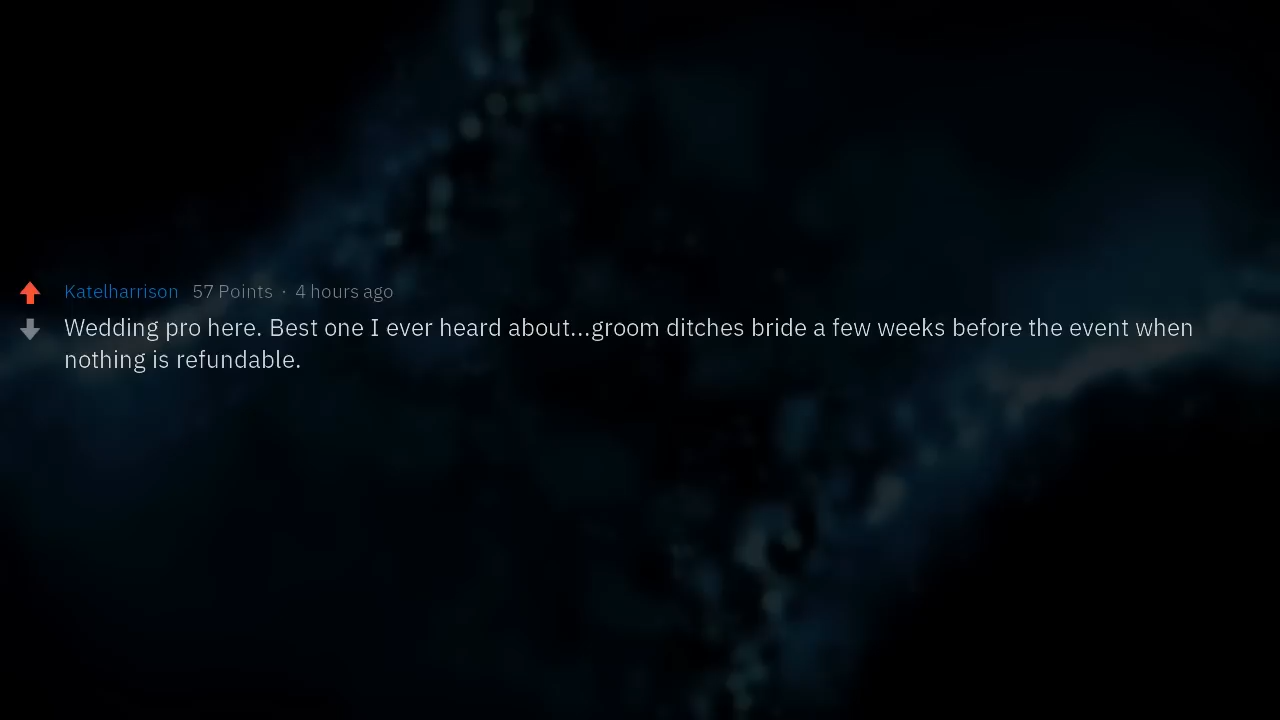 Katelharrison 57 Points · 4 hours ago
Wedding pro here. Best one I ever heard about...groom ditches bride a few weeks before the event when
nothing is refundable.